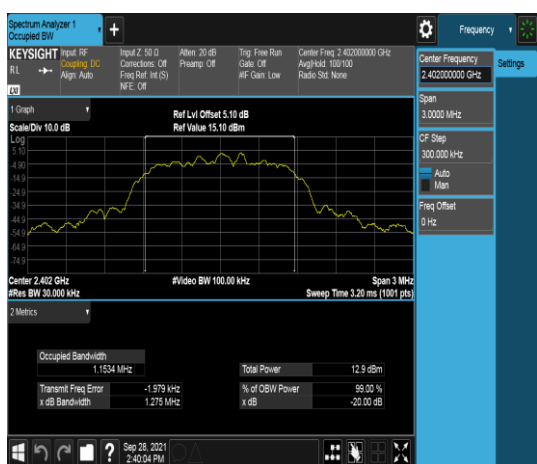 Spectrum Analyzer 1
Occupied BW
+
Frequency
KEYSIGHT
Input: RF
Coupling: DC
Align: Auto
RL
LXI
Input Z: 50 Ω
Corrections: Off
Freq Ref: Int (S)
NFE: Off
Atten: 20 dB
Preamp: Off
Trig: Free Run
Gate: Off
#IF Gain: Low
Center Freq: 2.402000000 GHz
Avg|Hold: 100/100
Radio Std: None
Center Frequency
2.402000000 GHz
Settings
Span
3.0000 MHz
CF Step
300.000 kHz
Auto
Man
Freq Offset
0 Hz
1 Graph
Scale/Div 10.0 dB
Ref Lvl Offset 5.10 dB
Ref Value 15.10 dBm
Log
5.10
-4.90
-14.9
-24.9
-34.9
-44.9
-54.9
-64.9
-74.9
Center 2.402 GHz
#Video BW 100.00 kHz
Span 3 MHz
#Res BW 30.000 kHz
Sweep Time 3.20 ms (1001 pts)
2 Metrics
Occupied Bandwidth
1.1534 MHz
Total Power 12.9 dBm
Transmit Freq Error -1.979 kHz
% of OBW Power 99.00 %
x dB Bandwidth 1.275 MHz
x dB -20.00 dB
?
Sep 28, 2021
2:40:04 PM